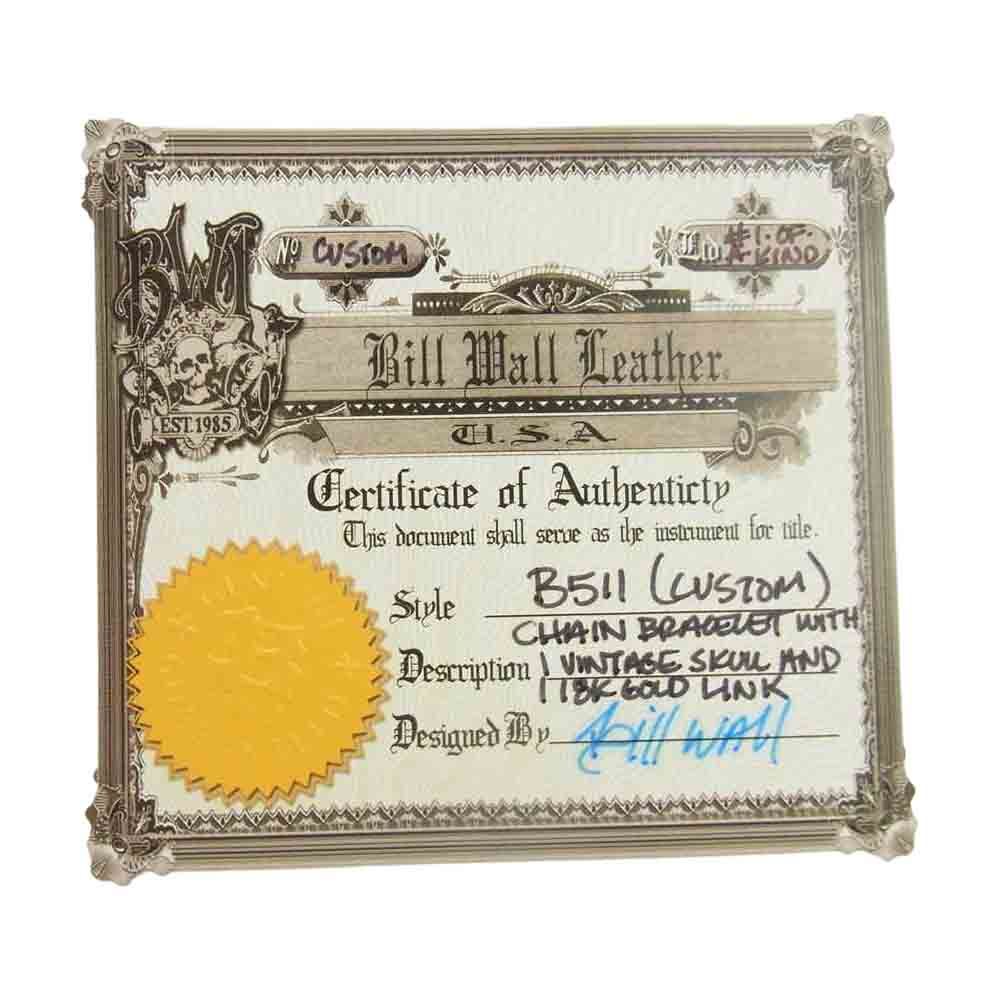 BWL
EST. 1985
No CUSTOM
Ltd #1·OF·
A·KIND
Bill Wall Leather
U.S.A
Certificate of Authenticty
This document shall serve as the instrument for title.
Style B511 (CUSTOM)
CHAIN BRACELET WITH
Description 1 VINTAGE SKULL AND
1 18K GOLD LINK
Designed By Bill Wall